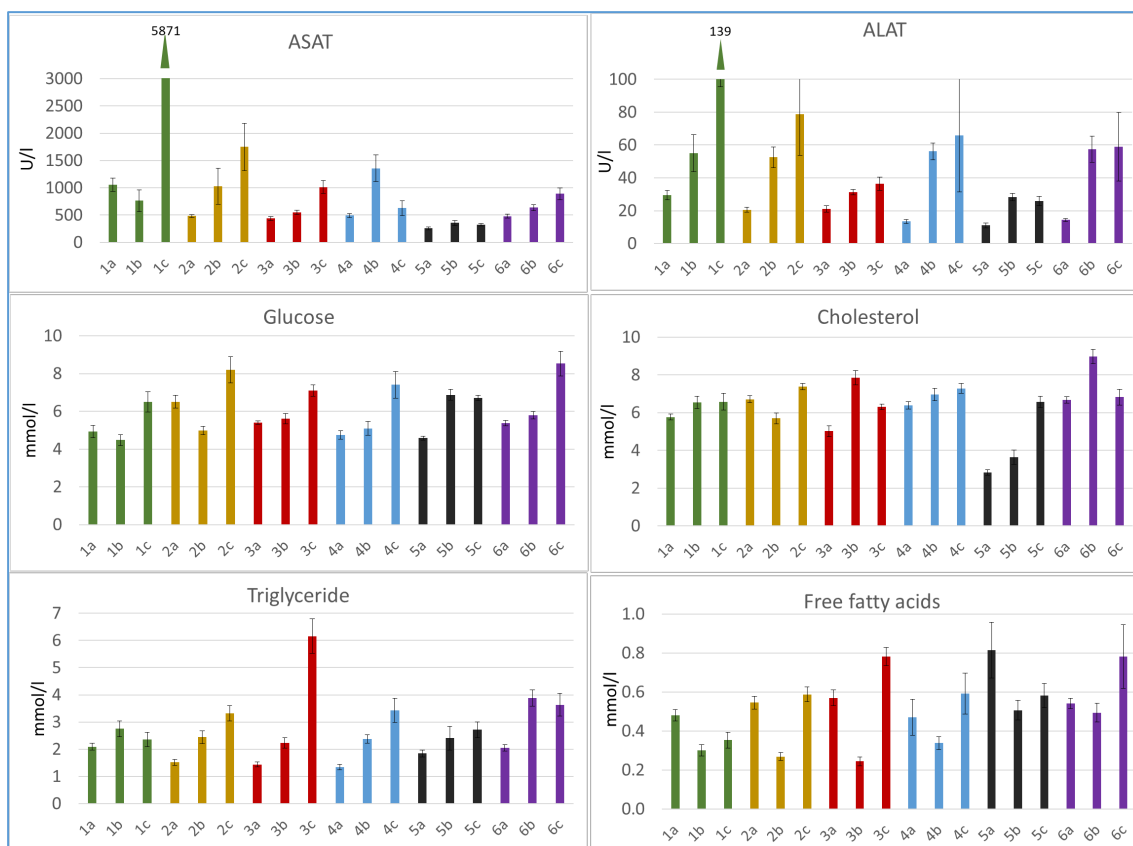 5871
ASAT
3000
2500
2000
1500
1000
500
0
U/l
1a 1b 1c 2a 2b 2c 3a 3b 3c 4a 4b 4c 5a 5b 5c 6a 6b 6c
139
ALAT
100
80
60
40
20
0
U/l
1a 1b 1c 2a 2b 2c 3a 3b 3c 4a 4b 4c 5a 5b 5c 6a 6b 6c
Glucose
10
8
6
4
2
0
mmol/l
1a 1b 1c 2a 2b 2c 3a 3b 3c 4a 4b 4c 5a 5b 5c 6a 6b 6c
Cholesterol
10
8
6
4
2
0
mmol/l
1a 1b 1c 2a 2b 2c 3a 3b 3c 4a 4b 4c 5a 5b 5c 6a 6b 6c
Triglyceride
7
6
5
4
3
2
1
0
mmol/l
1a 1b 1c 2a 2b 2c 3a 3b 3c 4a 4b 4c 5a 5b 5c 6a 6b 6c
Free fatty acids
1.0
0.8
0.6
0.4
0.2
0.0
mmol/l
1a 1b 1c 2a 2b 2c 3a 3b 3c 4a 4b 4c 5a 5b 5c 6a 6b 6c